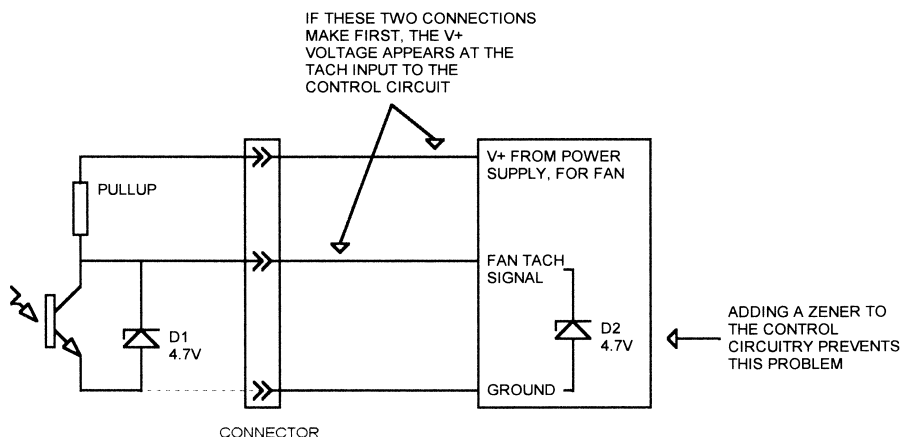 IF THESE TWO CONNECTIONS
MAKE FIRST, THE V+
VOLTAGE APPEARS AT THE
TACH INPUT TO THE
CONTROL CIRCUIT
V+ FROM POWER
SUPPLY, FOR FAN
PULLUP
FAN TACH
SIGNAL
D1
4.7V
D2
4.7V
ADDING A ZENER TO
THE CONTROL
CIRCUITRY PREVENTS
THIS PROBLEM
GROUND
CONNECTOR